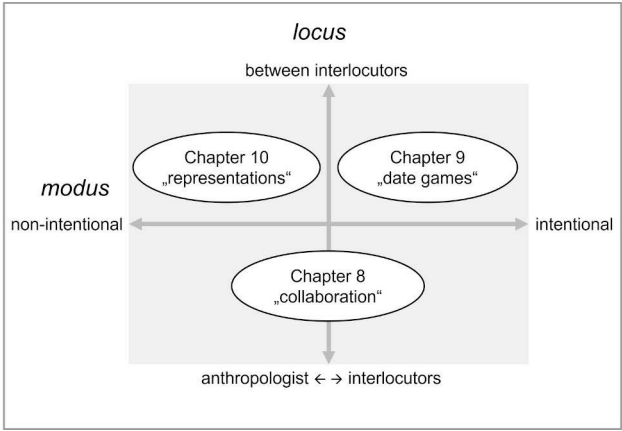 locus
between interlocutors
Chapter 10
„representations“
Chapter 9
„date games“
modus
non-intentional
intentional
Chapter 8
„collaboration“
anthropologist ← → interlocutors